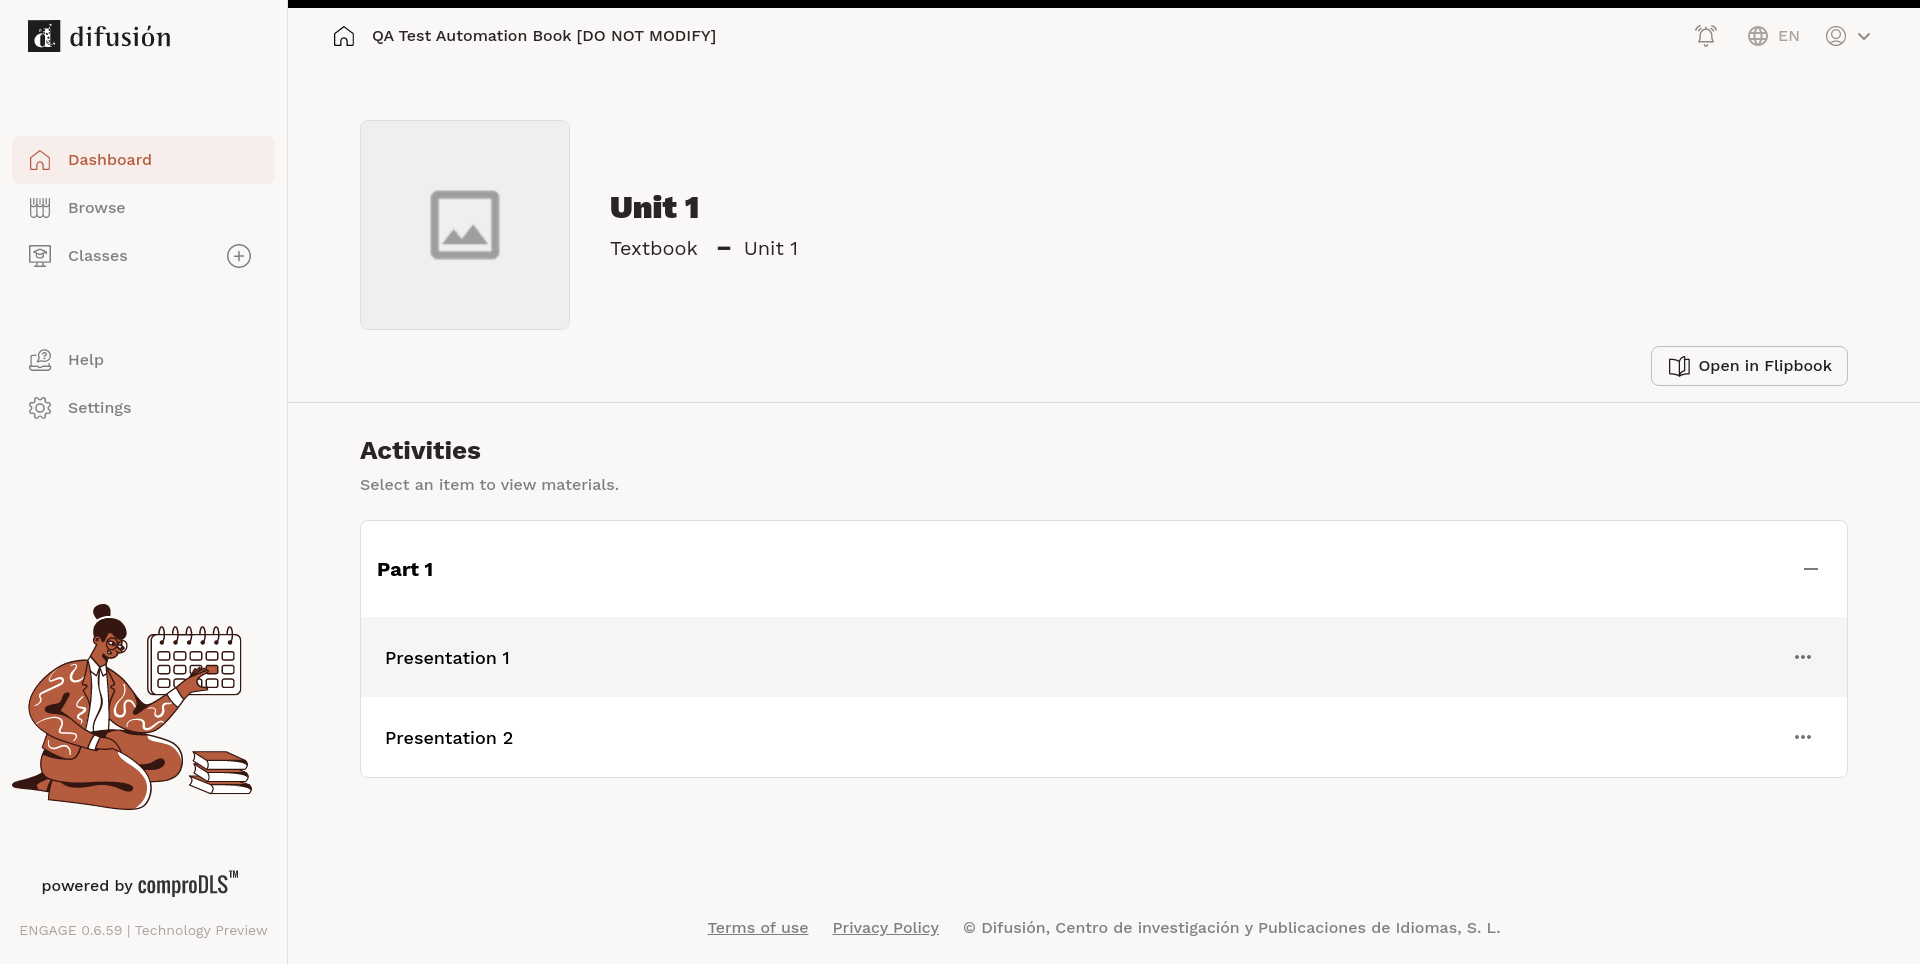 difusión
QA Test Automation Book [DO NOT MODIFY]
EN
Dashboard
Browse
Classes
Help
Settings
powered by comproDLS™
ENGAGE 0.6.59 | Technology Preview
Unit 1
Textbook – Unit 1
Open in Flipbook
Activities
Select an item to view materials.
Part 1
Presentation 1
Presentation 2
Terms of use Privacy Policy © Difusión, Centro de investigación y Publicaciones de Idiomas, S. L.